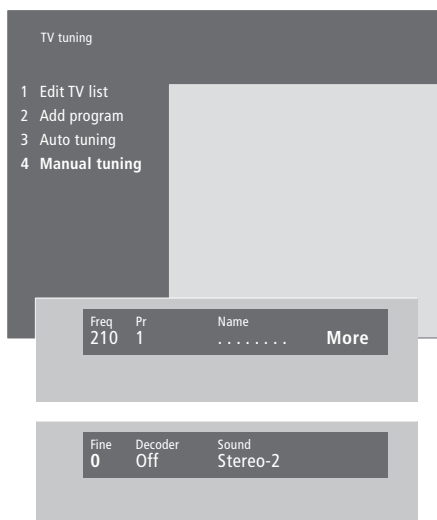 TV tuning
1 Edit TV list
2 Add program
3 Auto tuning
4 Manual tuning
Freq Pr Name
210 1 ........ More
Fine Decoder Sound
0 Off Stereo-2